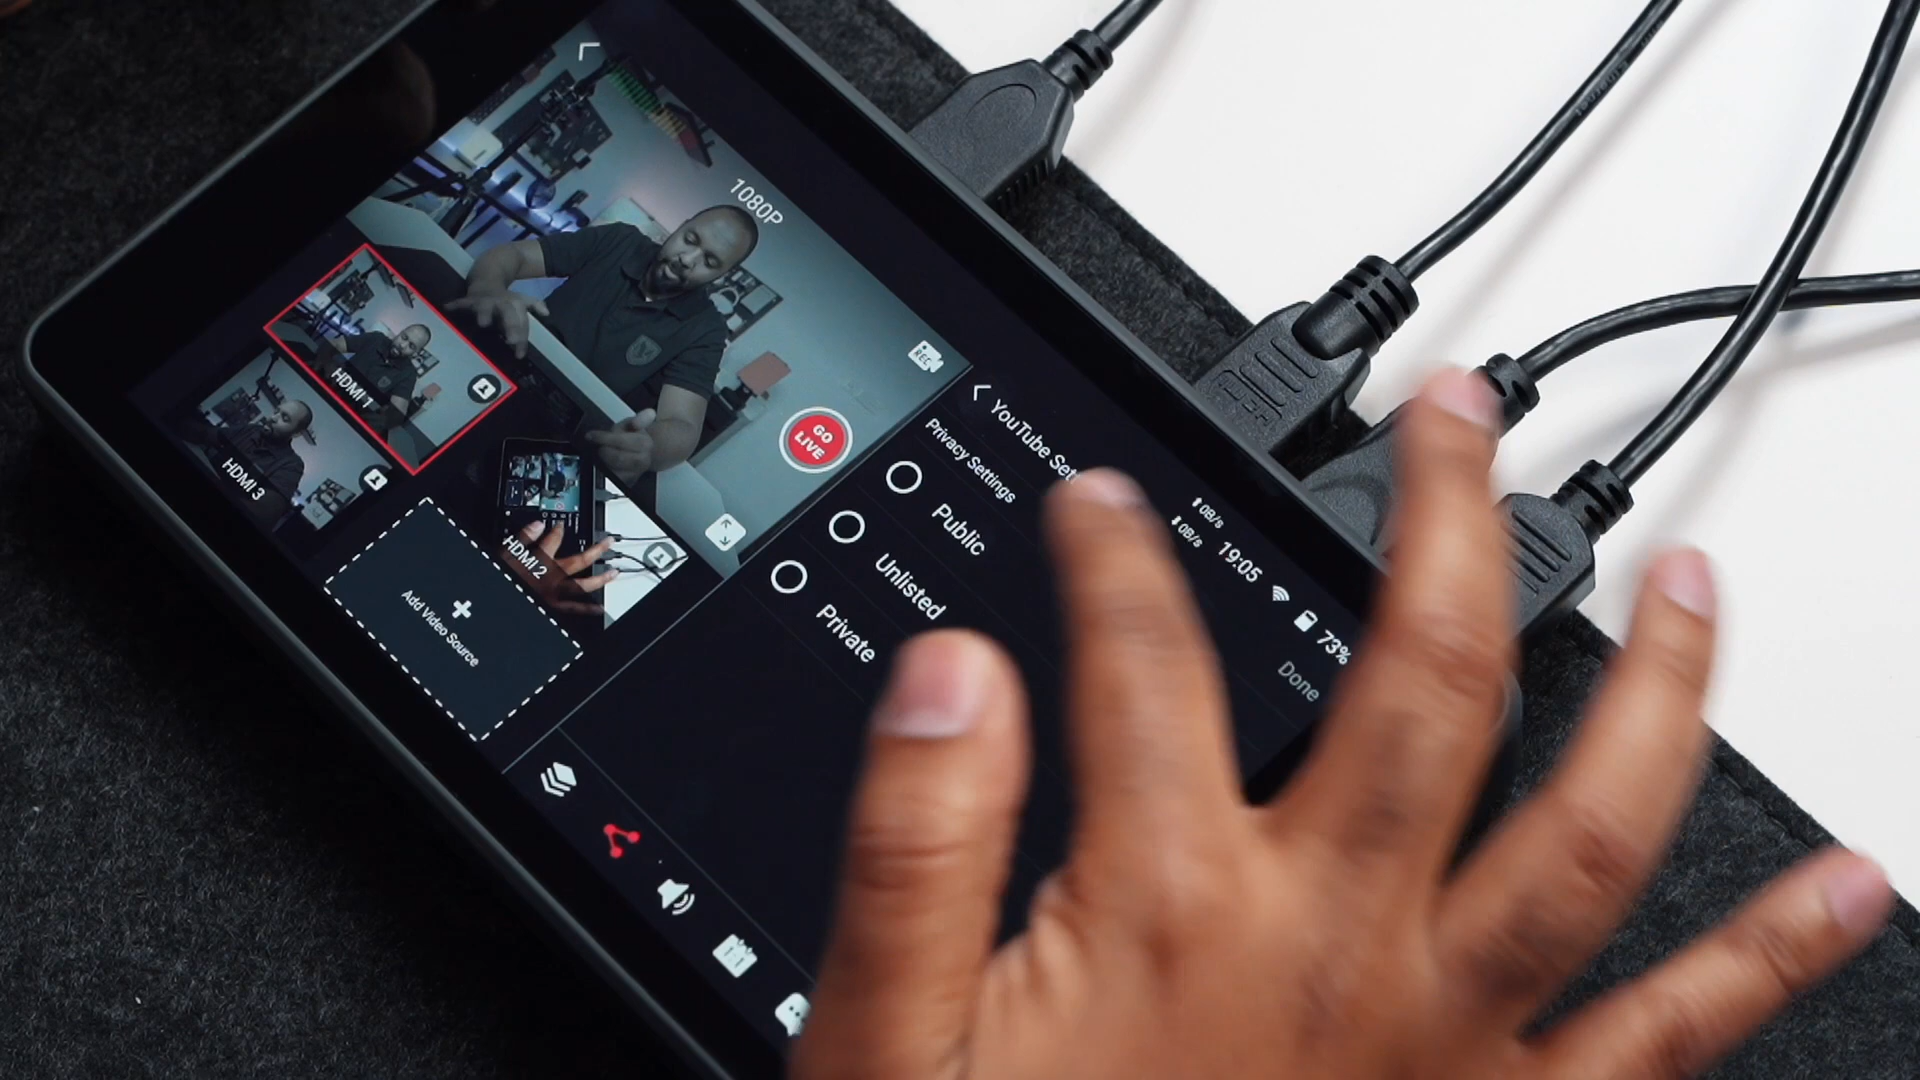 1080P
REC
GO
LIVE
HDMI 1
HDMI 3
HDMI 2
Add Video Source
YouTube
Privacy Settings
Public
Unlisted
Private
0B/s
0B/s
19:05
73%
Done